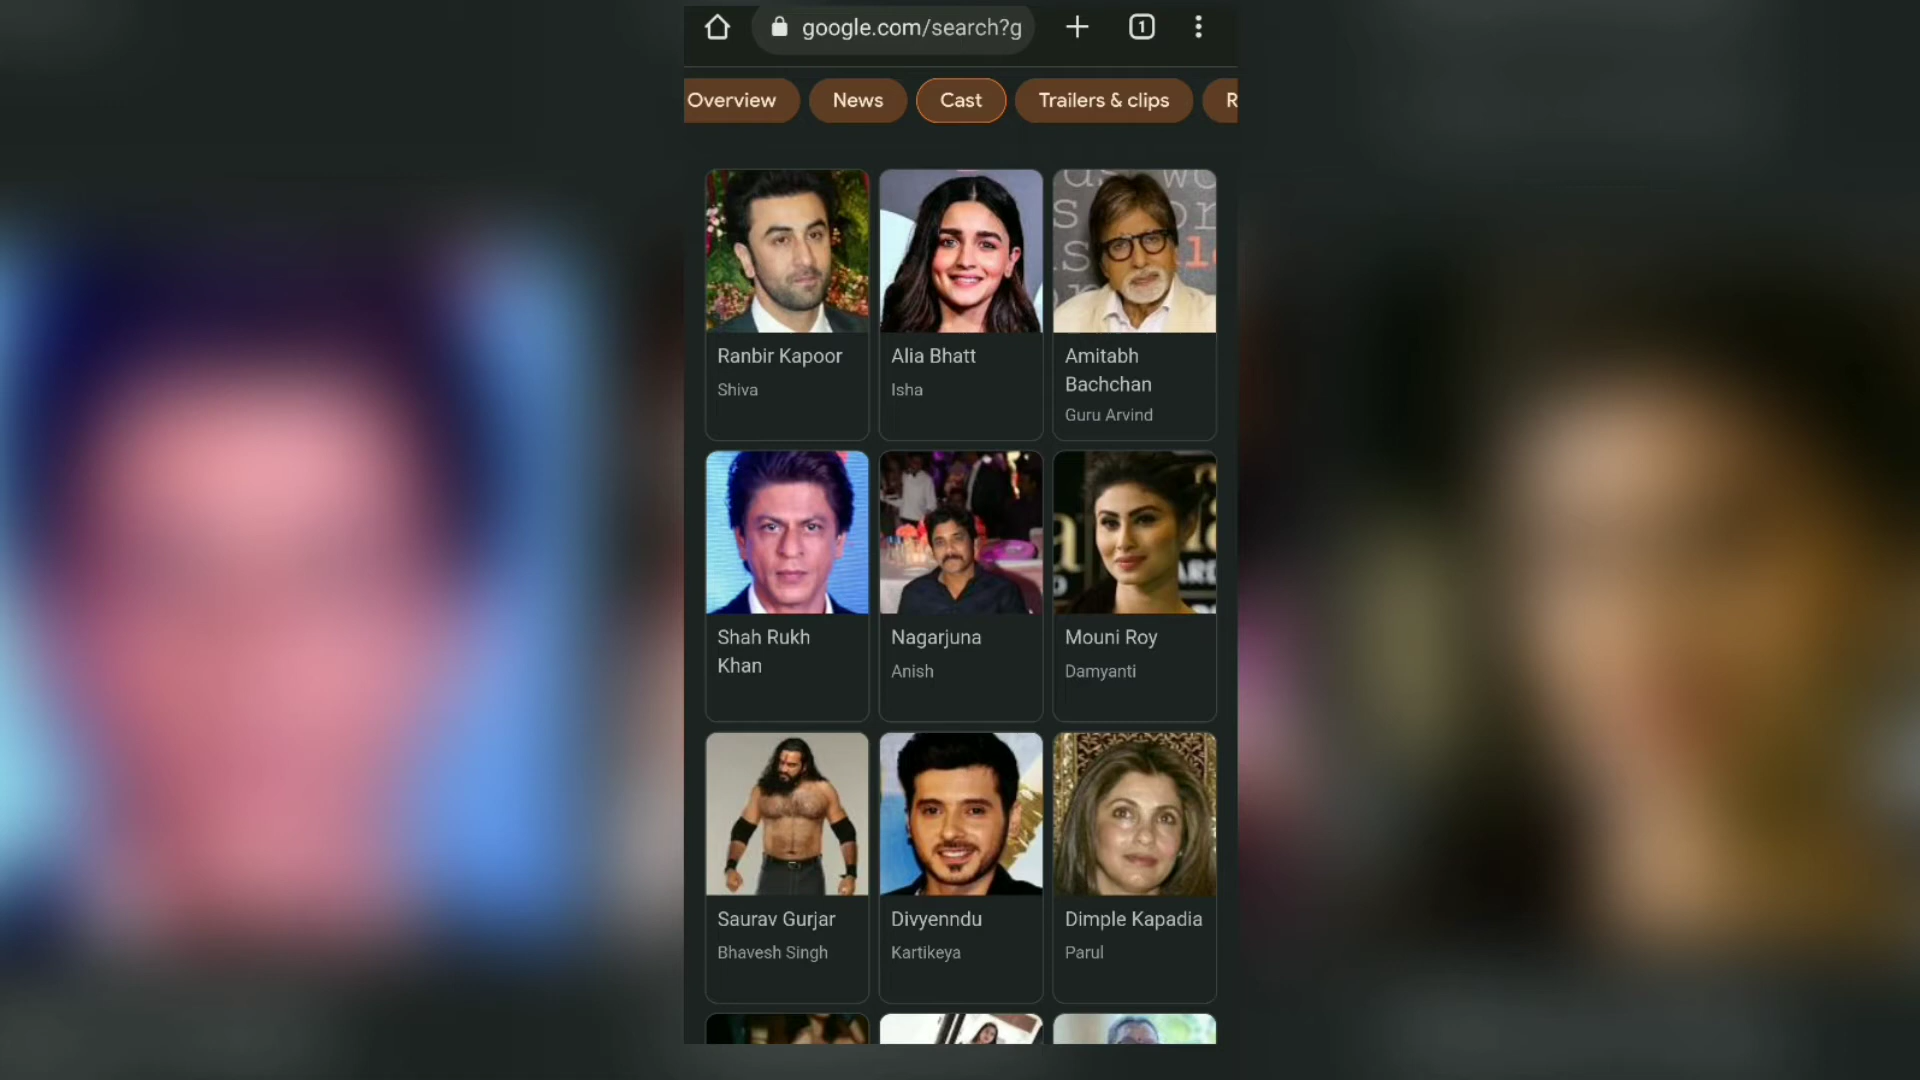 google.com/search?g
1
Overview
News
Cast
Trailers & clips
R
Ranbir Kapoor
Shiva
Alia Bhatt
Isha
Amitabh
Bachchan
Guru Arvind
Shah Rukh
Khan
Nagarjuna
Anish
Mouni Roy
Damyanti
Saurav Gurjar
Bhavesh Singh
Divyenndu
Kartikeya
Dimple Kapadia
Parul